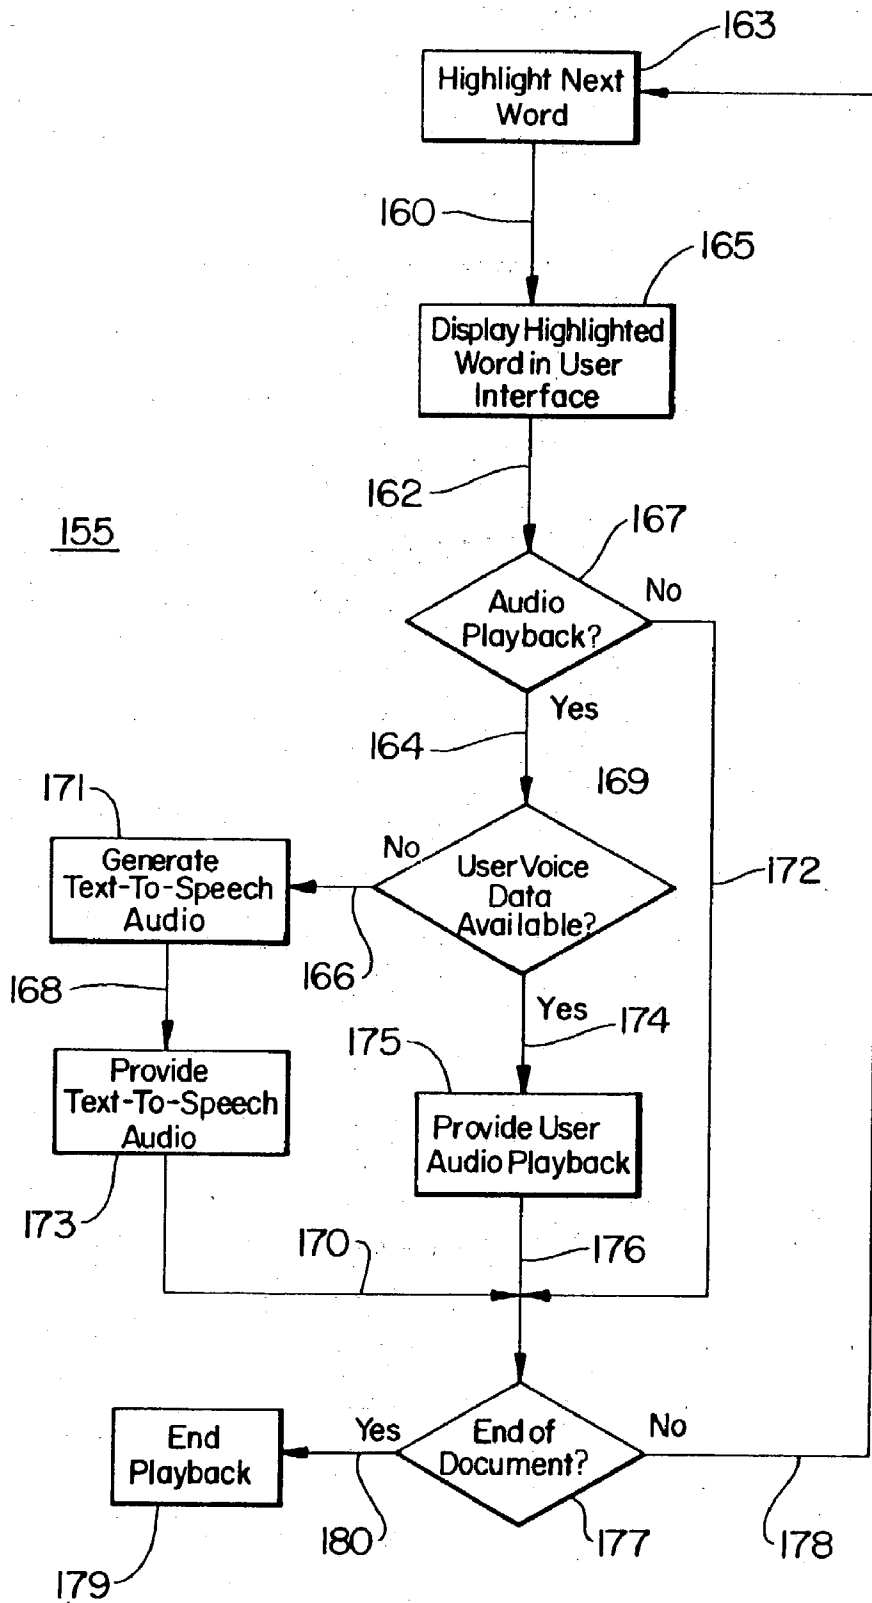 163
Highlight Next
Word
160
165
Display Highlighted
Word in User
Interface
162
155
167
Audio
Playback?
No
Yes
164
169
171
Generate
Text-To-Speech
Audio
No
User Voice
Data
Available?
172
166
168
Yes
174
175
Provide
Text-To-Speech
Audio
Provide User
Audio Playback
173
170
176
End
Playback
Yes
End of
Document?
No
180
177
178
179